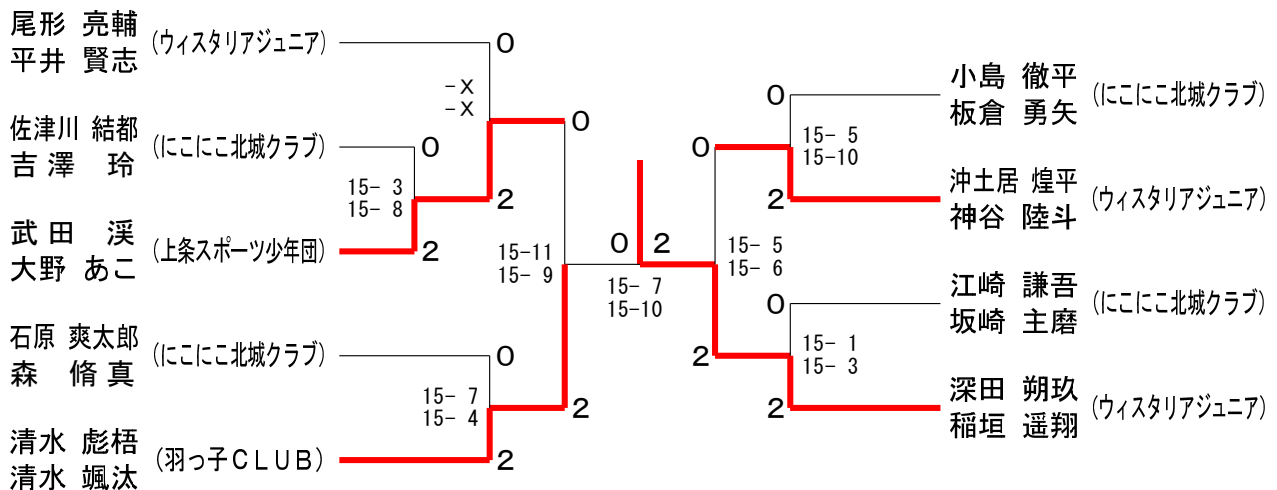 尾形 亮輔
平井 賢志
(ウィスタリアジュニア)
0
-X
-X
佐津川 結都
吉澤 玲
(にこにこ北城クラブ)
0
15- 3
15- 8
2
武田 渓
大野 あこ
(上条スポーツ少年団)
2
0
15-11
15- 9
石原 爽太郎
森 脩真
(にこにこ北城クラブ)
0
15- 7
15- 4
2
清水 彪梧
清水 颯汰
(羽っ子CLUB)
2
0 2
15- 7
15-10
小島 徹平
板倉 勇矢
(にこにこ北城クラブ)
0
15- 5
15-10
0
沖土居 煌平
神谷 陸斗
(ウィスタリアジュニア)
2
15- 5
15- 6
江崎 謙吾
坂崎 主磨
(にこにこ北城クラブ)
0
15- 1
15- 3
2
深田 朔玖
稲垣 遥翔
(ウィスタリアジュニア)
2